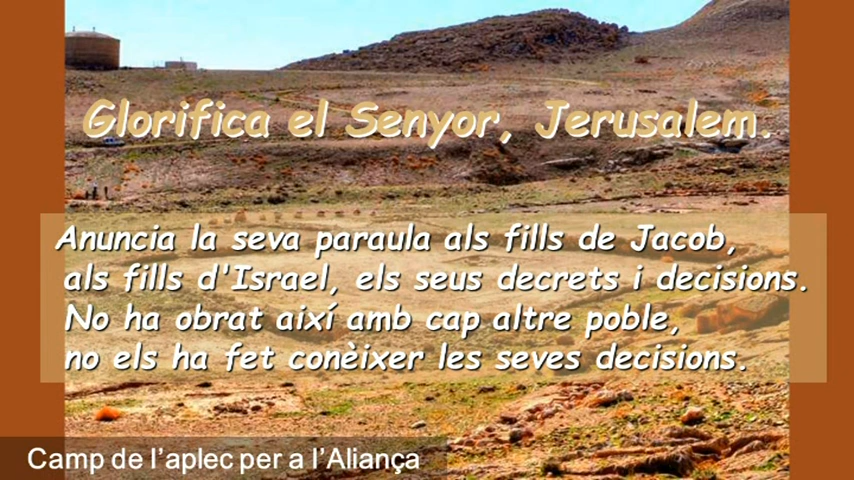 Glorifica el Senyor, Jerusalem.
Anuncia la seva paraula als fills de Jacob,
als fills d'Israel, els seus decrets i decisions.
No ha obrat així amb cap altre poble,
no els ha fet conèixer les seves decisions.
Camp de l’aplec per a l’Aliança